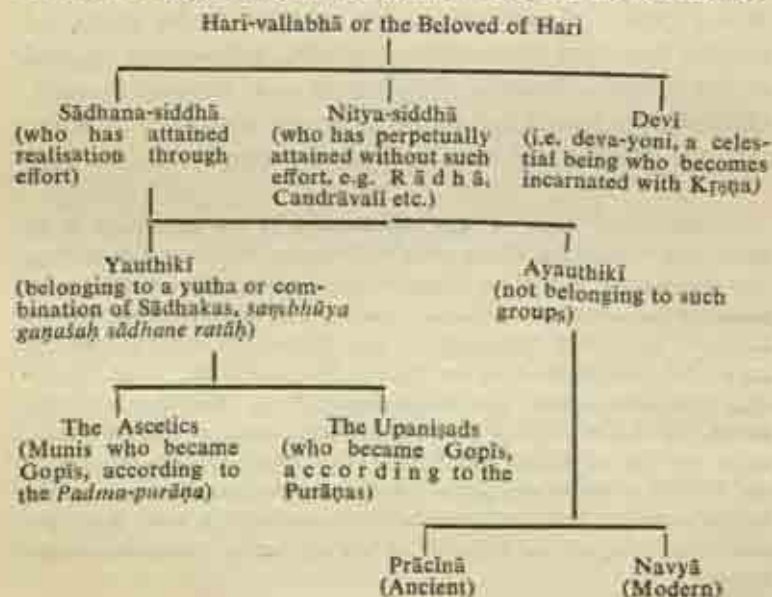 Hari-vallabhā or the Beloved of Hari
Sādhana-siddhā
(who has attained
realisation through
effort)
Nitya-siddhā
(who has perpetually
attained without such
effort, e.g. Rādhā,
Candrāvalī etc.)
Devī
(i.e. deva-yoni, a celes-
tial being who becomes
incarnated with Kṛṣṇa)
Yauthikī
(belonging to a yutha or com-
bination of Sādhakas, saṃbhūya
gaṇaśaḥ sādhane ratāḥ)
Ayauthikī
(not belonging to such
groups)
The Ascetics
(Munis who became
Gopīs, according to
the Padma-purāṇa)
The Upaniṣads
(who became Gopīs,
according to the
Purāṇas)
Prācīnā
(Ancient)
Navyā
(Modern)